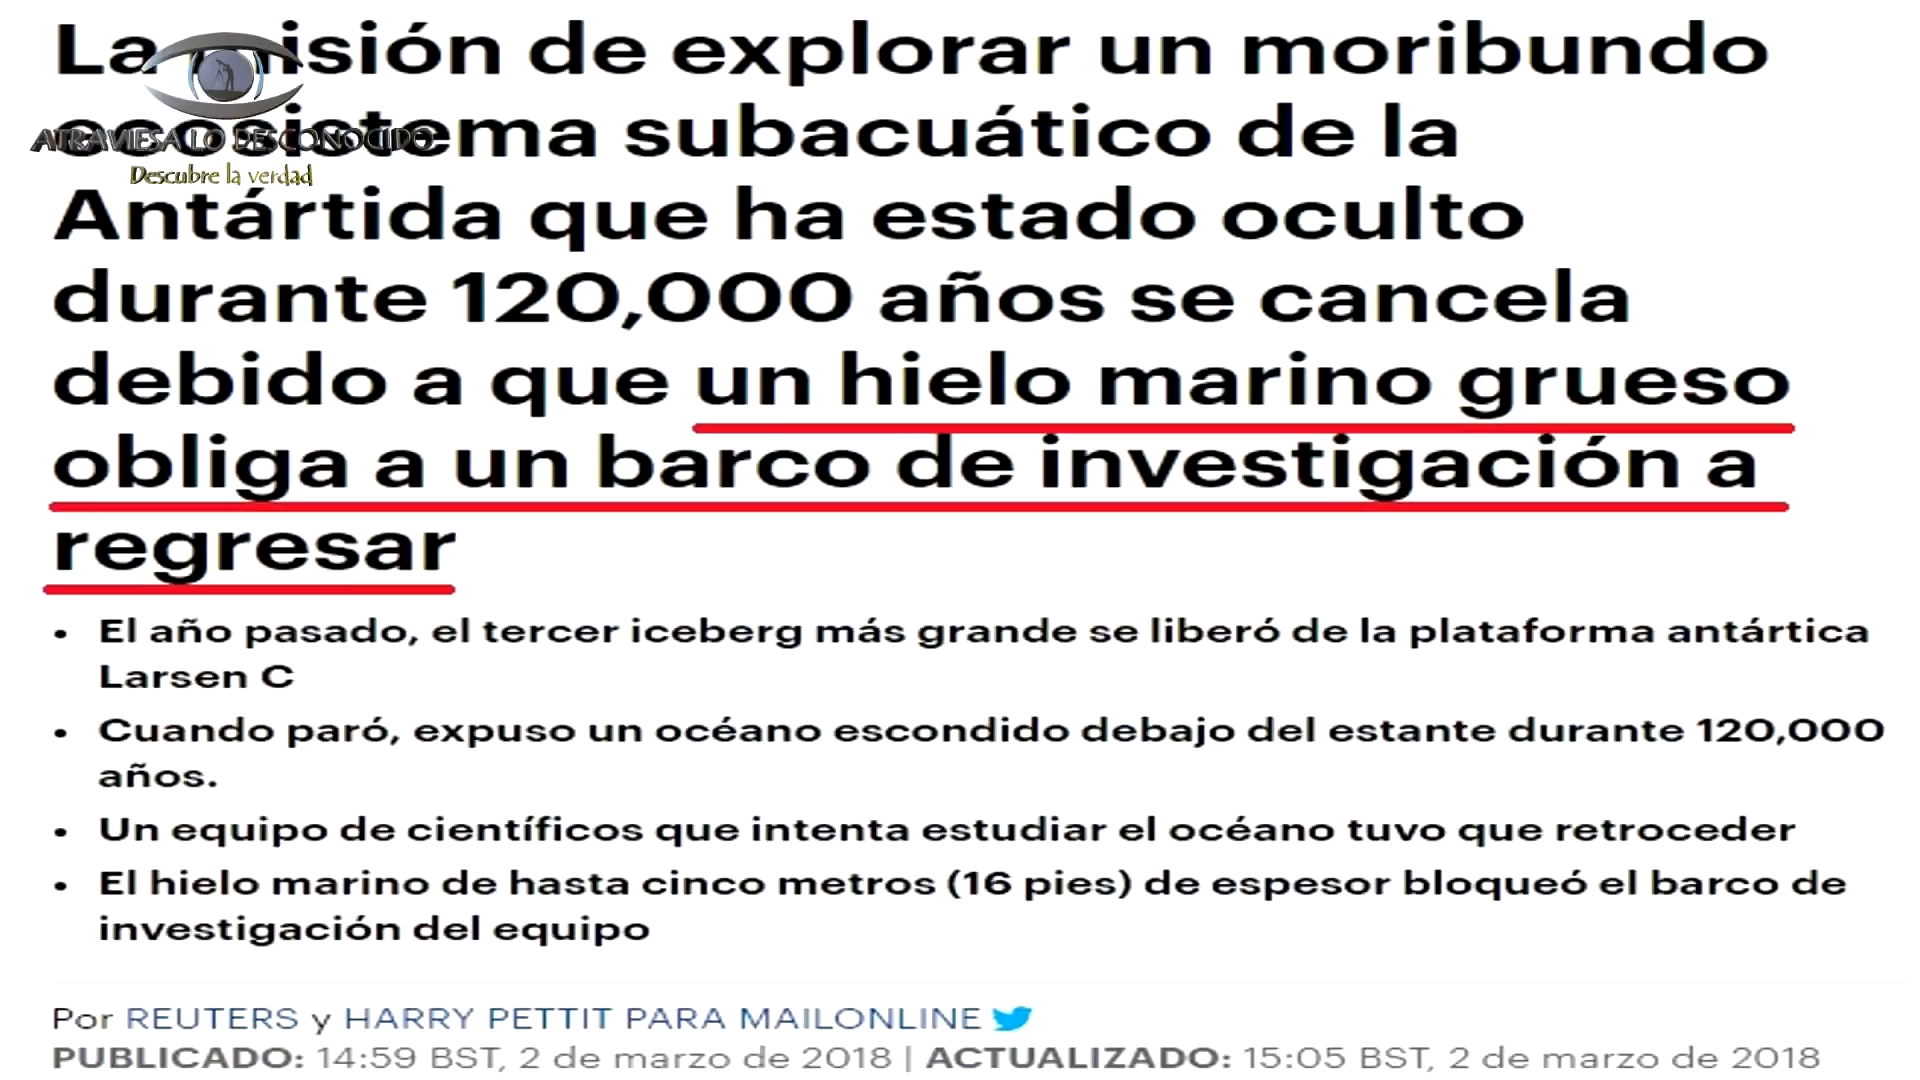 La misión de explorar un moribundo
ATRAVIESA LO DESCONOCIDO
Descubre la verdad
ecosistema subacuático de la
Antártida que ha estado oculto
durante 120,000 años se cancela
debido a que un hielo marino grueso
obliga a un barco de investigación a
regresar
• El año pasado, el tercer iceberg más grande se liberó de la plataforma antártica
Larsen C
• Cuando paró, expuso un océano escondido debajo del estante durante 120,000
años.
• Un equipo de científicos que intenta estudiar el océano tuvo que retroceder
• El hielo marino de hasta cinco metros (16 pies) de espesor bloqueó el barco de
investigación del equipo
Por REUTERS y HARRY PETTIT PARA MAILONLINE
PUBLICADO: 14:59 BST, 2 de marzo de 2018 | ACTUALIZADO: 15:05 BST, 2 de marzo de 2018